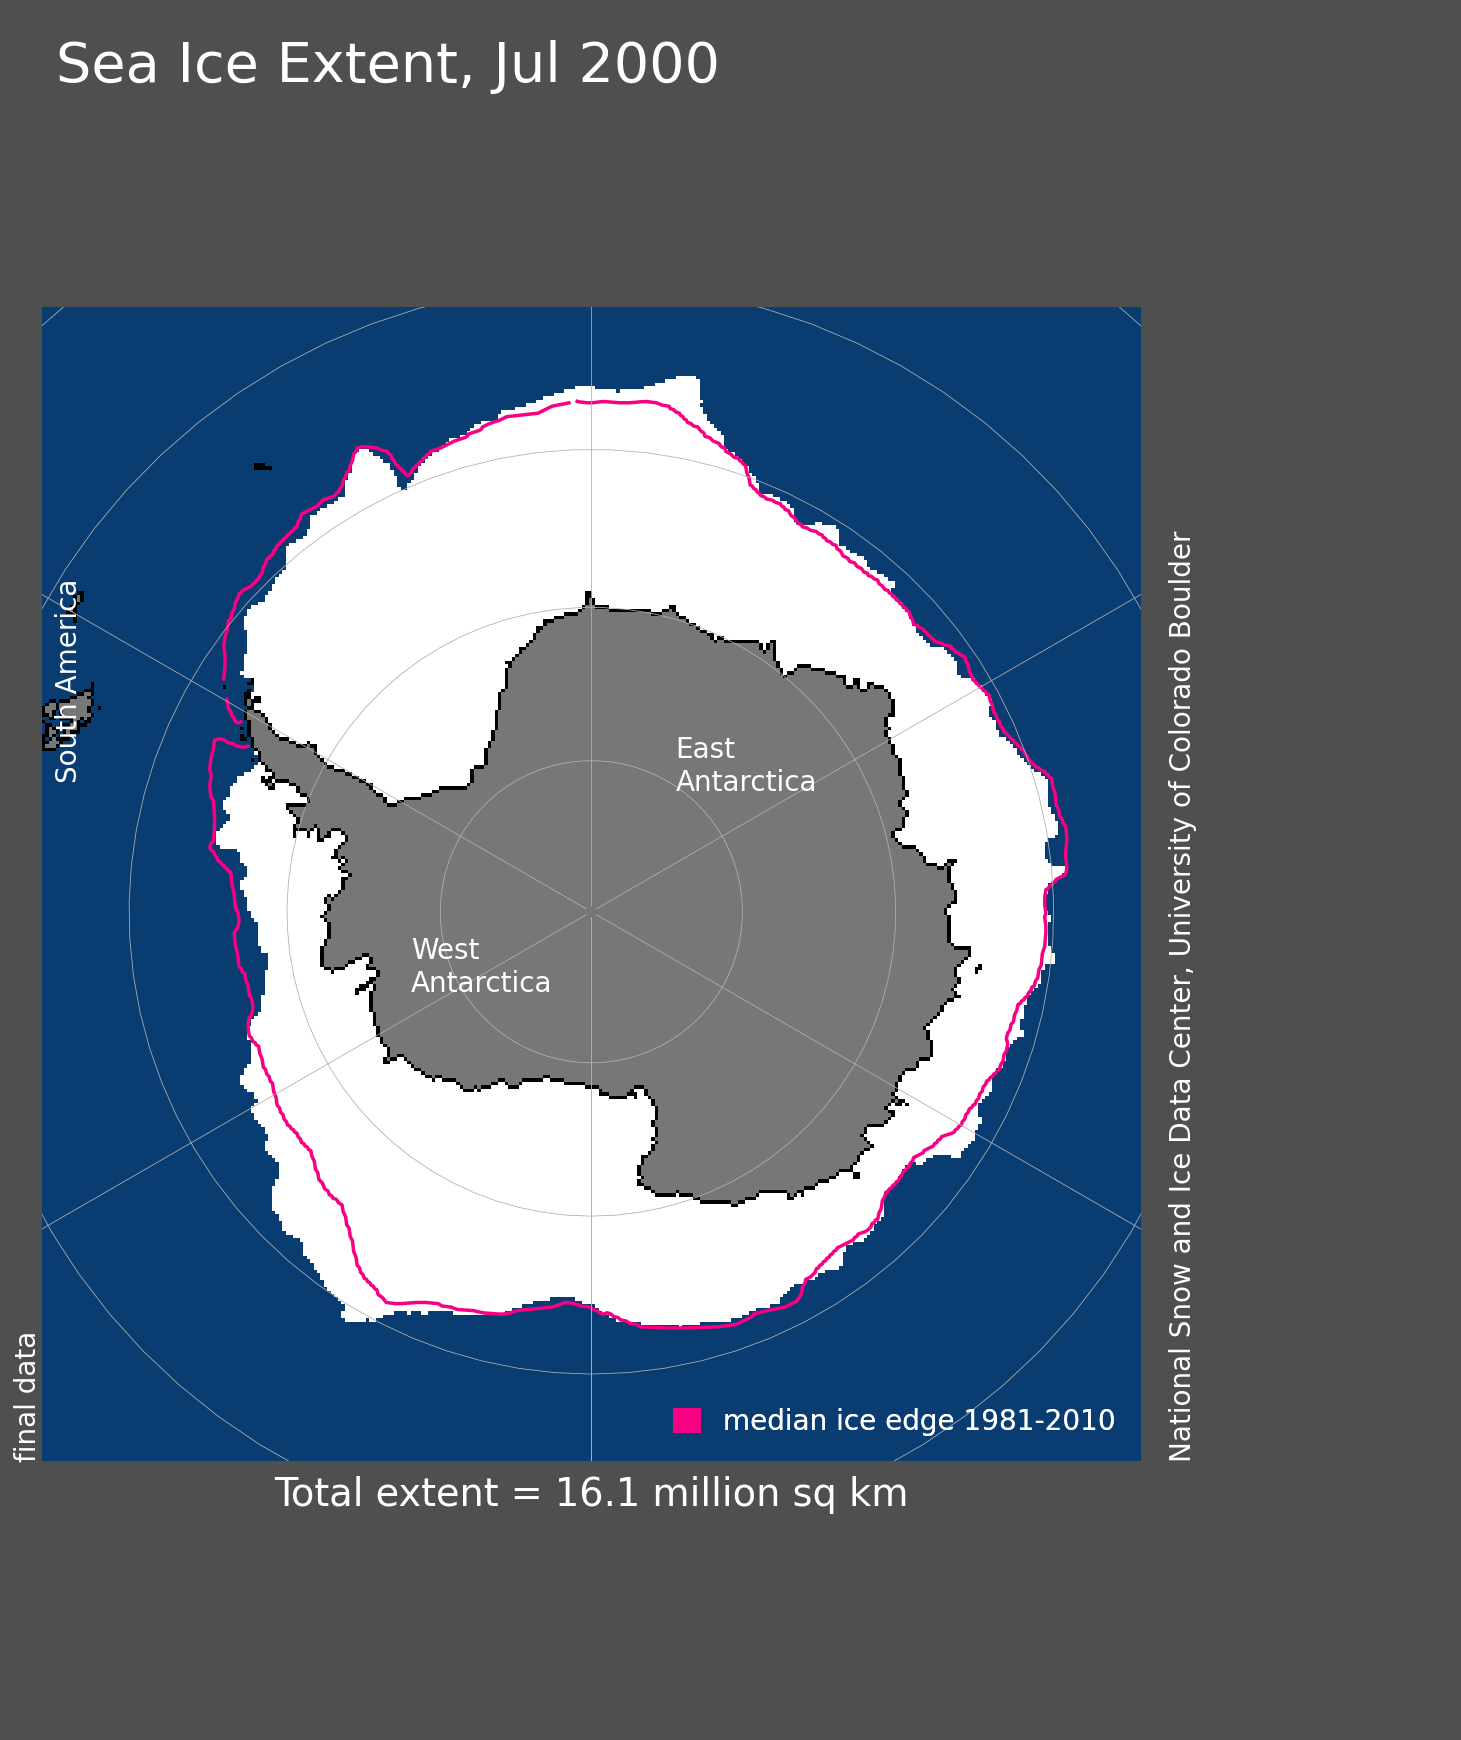 Sea Ice Extent, Jul 2000
South America
East
Antarctica
West
Antarctica
final data
median ice edge 1981-2010
National Snow and Ice Data Center, University of Colorado Boulder
Total extent = 16.1 million sq km